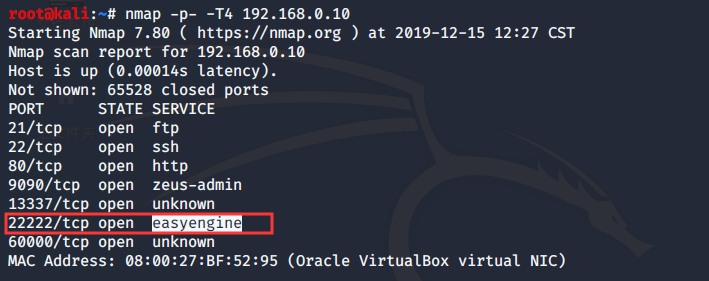 root@kali:~# nmap -p- -T4 192.168.0.10
Starting Nmap 7.80 ( https://nmap.org ) at 2019-12-15 12:27 CST
Nmap scan report for 192.168.0.10
Host is up (0.00014s latency).
Not shown: 65528 closed ports
PORT      STATE SERVICE
21/tcp    open  ftp
22/tcp    open  ssh
80/tcp    open  http
9090/tcp  open  zeus-admin
13337/tcp open  unknown
22222/tcp open  easyengine
60000/tcp open  unknown
MAC Address: 08:00:27:BF:52:95 (Oracle VirtualBox virtual NIC)